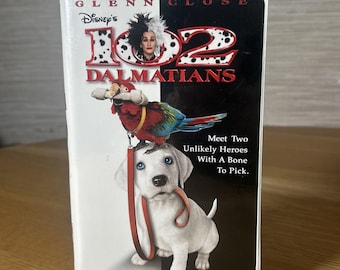 GLENN CLOSE
DISNEY'S
102
DALMATIANS
MEET TWO
UNLIKELY HEROES
WITH A BONE
TO PICK.